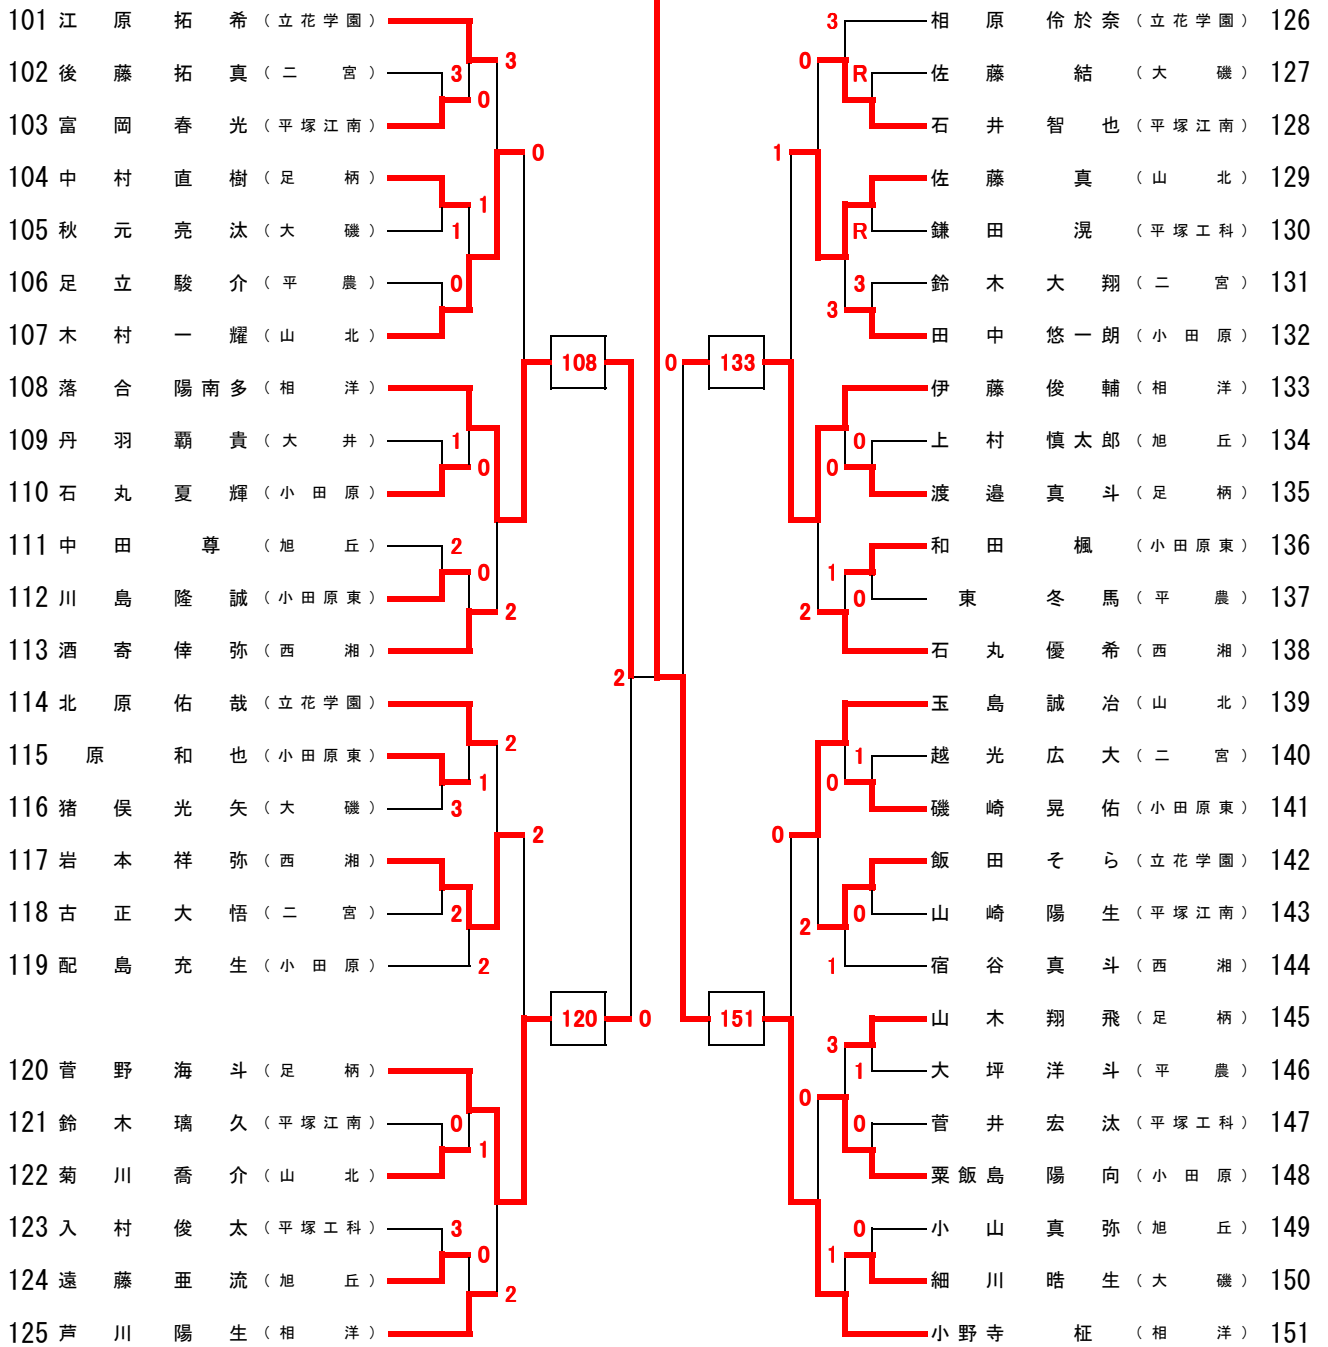 101 江原拓希（立花学園）
3
102 後藤拓真（二宮）
3
0
103 富岡春光（平塚江南）
0
104 中村直樹（足柄）
1
105 秋元亮汰（大磯）
1
106 足立駿介（平農）
0
107 木村一耀（山北）
108
108 落合陽南多（相洋）
109 丹羽覇貴（大井）
1
0
110 石丸夏輝（小田原）
111 中田尊（旭丘）
2
0
112 川島隆誠（小田原東）
2
113 酒寄倖弥（西湘）
2
114 北原佑哉（立花学園）
2
2
115 原和也（小田原東）
1
116 猪俣光矢（大磯）
3
2
117 岩本祥弥（西湘）
118 古正大悟（二宮）
2
119 配島充生（小田原）
2
120
0
120 菅野海斗（足柄）
121 鈴木璃久（平塚江南）
0
1
122 菊川喬介（山北）
123 入村俊太（平塚工科）
3
0
124 遠藤亜流（旭丘）
2
125 芦川陽生（相洋）
3
相原伶於奈（立花学園） 126
0
R
佐藤結（大磯） 127
石井智也（平塚江南） 128
1
佐藤真（山北） 129
R
鎌田滉（平塚工科） 130
3
鈴木大翔（二宮） 131
3
田中悠一朗（小田原） 132
0
133
伊藤俊輔（相洋） 133
0
上村慎太郎（旭丘） 134
0
渡邉真斗（足柄） 135
和田楓（小田原東） 136
1
0
東冬馬（平農） 137
2
石丸優希（西湘） 138
玉島誠冶（山北） 139
1
越光広大（二宮） 140
0
磯崎晃佑（小田原東） 141
0
飯田そら（立花学園） 142
0
山崎陽生（平塚江南） 143
2
1
宿谷真斗（西湘） 144
151
山木翔飛（足柄） 145
3
1
大坪洋斗（平農） 146
0
0
菅井宏汰（平塚工科） 147
粟飯島陽向（小田原） 148
0
小山真弥（旭丘） 149
1
細川晧生（大磯） 150
小野寺柾（相洋） 151